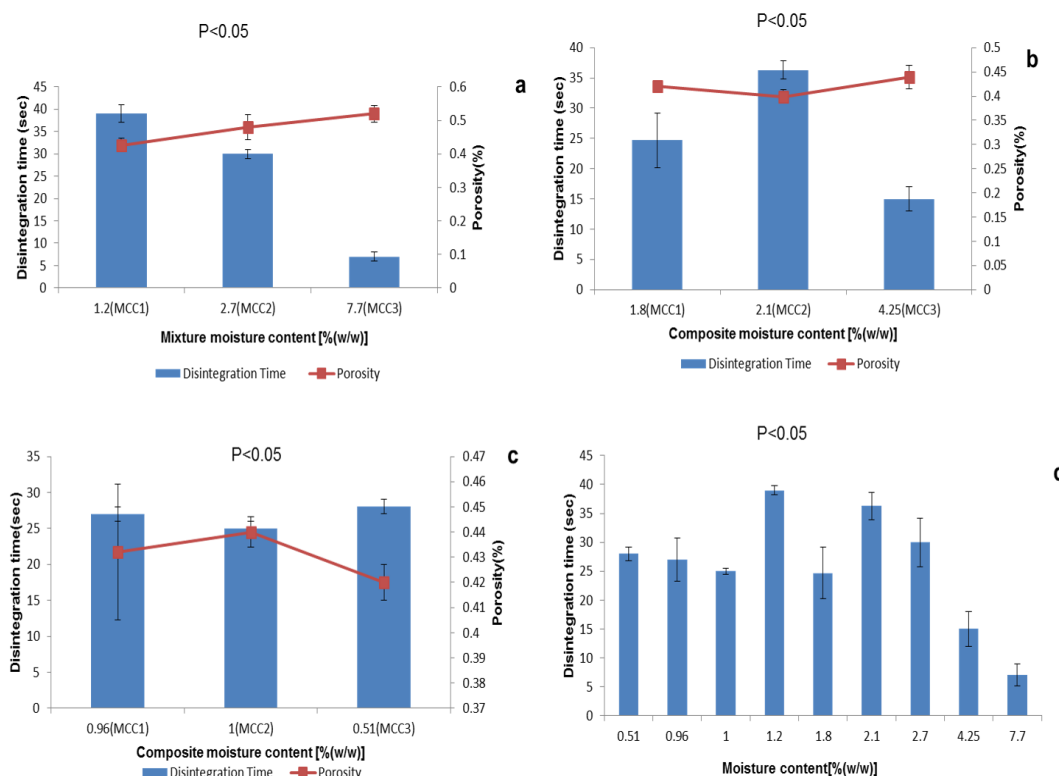 P<0.05
a
Disintegration time (sec)
45
40
35
30
25
20
15
10
5
0
0.6
0.5
0.4
0.3
0.2
0.1
0
Porosity(%)
1.2(MCC1) 2.7(MCC2) 7.7(MCC3)
Mixture moisture content [%(w/w)]
Disintegration Time Porosity
P<0.05
b
Disintegration time (sec)
40
35
30
25
20
15
10
5
0
0.5
0.45
0.4
0.35
0.3
0.25
0.2
0.15
0.1
0.05
0
Porosity(%)
1.8(MCC1) 2.1(MCC2) 4.25(MCC3)
Composite moisture content [%(w/w)]
Disintegration Time Porosity
P<0.05
c
Disintegration time(sec)
35
30
25
20
15
10
5
0
0.47
0.46
0.45
0.44
0.43
0.42
0.41
0.4
0.39
0.38
0.37
Porosity(%)
0.96(MCC1) 1(MCC2) 0.51(MCC3)
Composite moisture content [%(w/w)]
Disintegration Time Porosity
P<0.05
Disintegration time (sec)
45
40
35
30
25
20
15
10
5
0
0.51 0.96 1 1.2 1.8 2.1 2.7 4.25 7.7
Moisture content[%(w/w)]